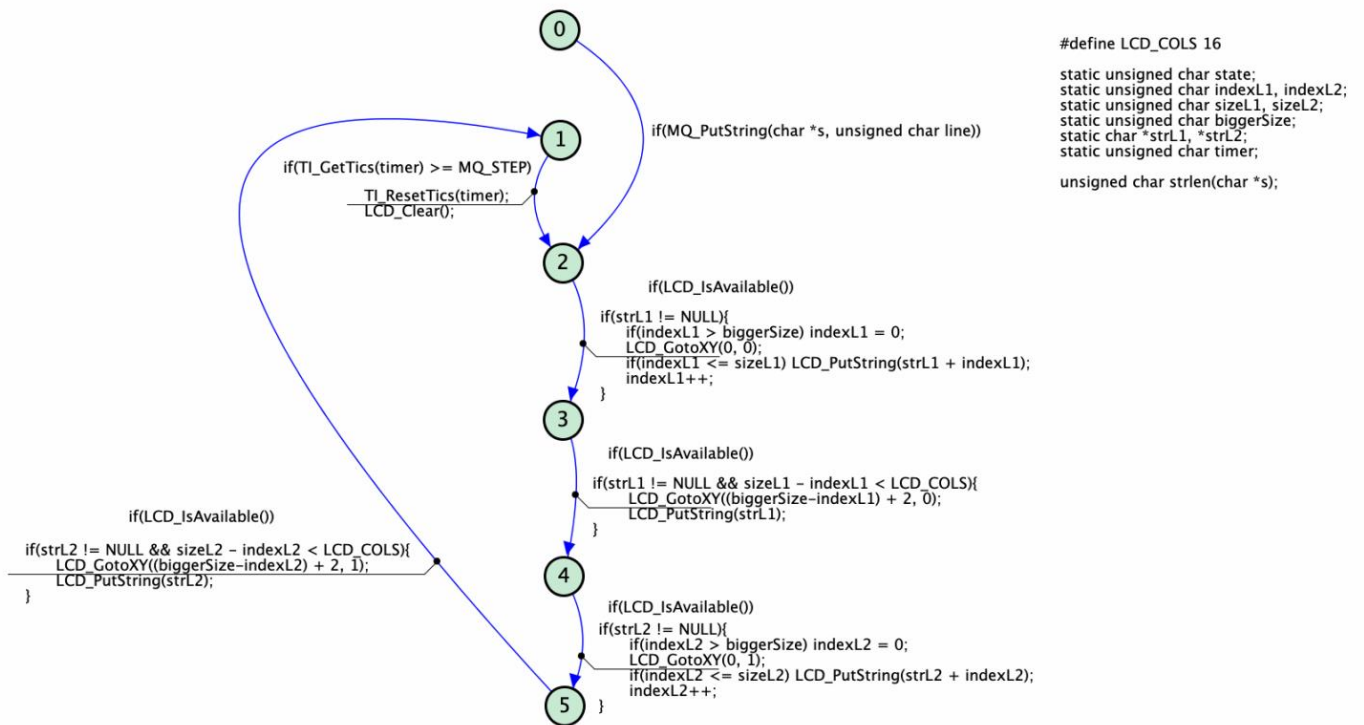 0
#define LCD_COLS 16
static unsigned char state;
static unsigned char indexL1, indexL2;
static unsigned char sizeL1, sizeL2;
static unsigned char biggerSize;
static char *strL1, *strL2;
static unsigned char timer;
unsigned char strlen(char *s);
if(MQ_PutString(char *s, unsigned char line))
1
if(TI_GetTics(timer) >= MQ_STEP)
TI_ResetTics(timer);
LCD_Clear();
2
if(LCD_IsAvailable())
if(strL1 != NULL){
if(indexL1 > biggerSize) indexL1 = 0;
LCD_GotoXY(0, 0);
if(indexL1 <= sizeL1) LCD_PutString(strL1 + indexL1);
indexL1++;
}
3
if(LCD_IsAvailable())
if(strL1 != NULL && sizeL1 - indexL1 < LCD_COLS){
LCD_GotoXY((biggerSize-indexL1) + 2, 0);
LCD_PutString(strL1);
}
4
if(LCD_IsAvailable())
if(strL2 != NULL){
if(indexL2 > biggerSize) indexL2 = 0;
LCD_GotoXY(0, 1);
if(indexL2 <= sizeL2) LCD_PutString(strL2 + indexL2);
indexL2++;
}
5
if(LCD_IsAvailable())
if(strL2 != NULL && sizeL2 - indexL2 < LCD_COLS){
LCD_GotoXY((biggerSize-indexL2) + 2, 1);
LCD_PutString(strL2);
}